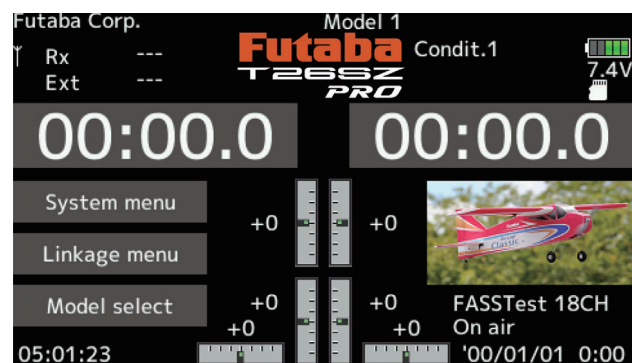 Futaba Corp.
Model 1
Rx ---
Ext ---
Futaba
T26SZ
PRO
Condit.1
7.4V
00:00.0
00:00.0
System menu
Linkage menu
Model select
+0
+0
+0
+0
+0
+0
Classic
FASSTest 18CH
On air
05:01:23
'00/01/01 0:00